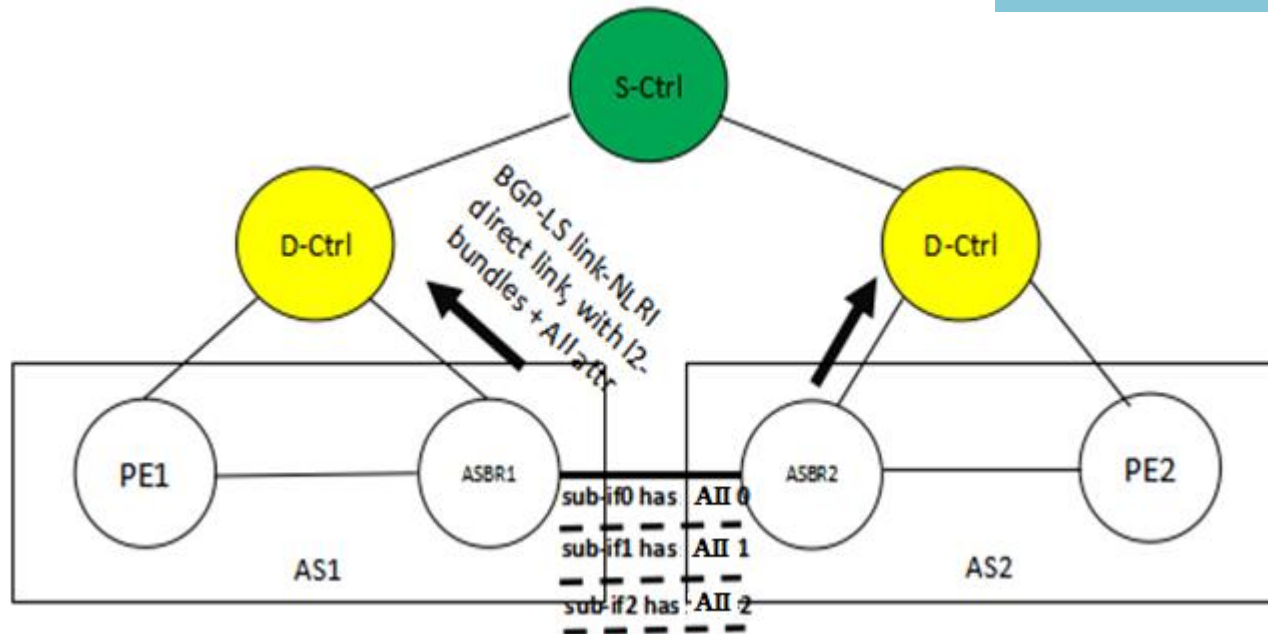 S-Ctrl
BGP-LS link-NLRI
direct link, with l2-
bundles + AII attr
D-Ctrl
D-Ctrl
PE1
ASBR1
ASBR2
PE2
sub-if0 has AII 0
sub-if1 has AII 1
sub-if2 has AII 2
AS1
AS2